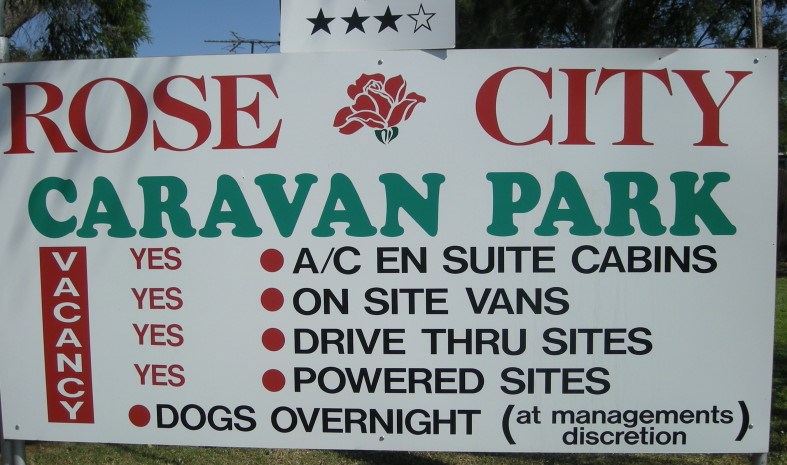 ROSE CITY
CARAVAN PARK
VACANCY
YES A/C EN SUITE CABINS
YES ON SITE VANS
YES DRIVE THRU SITES
YES POWERED SITES
DOGS OVERNIGHT (at managements discretion)